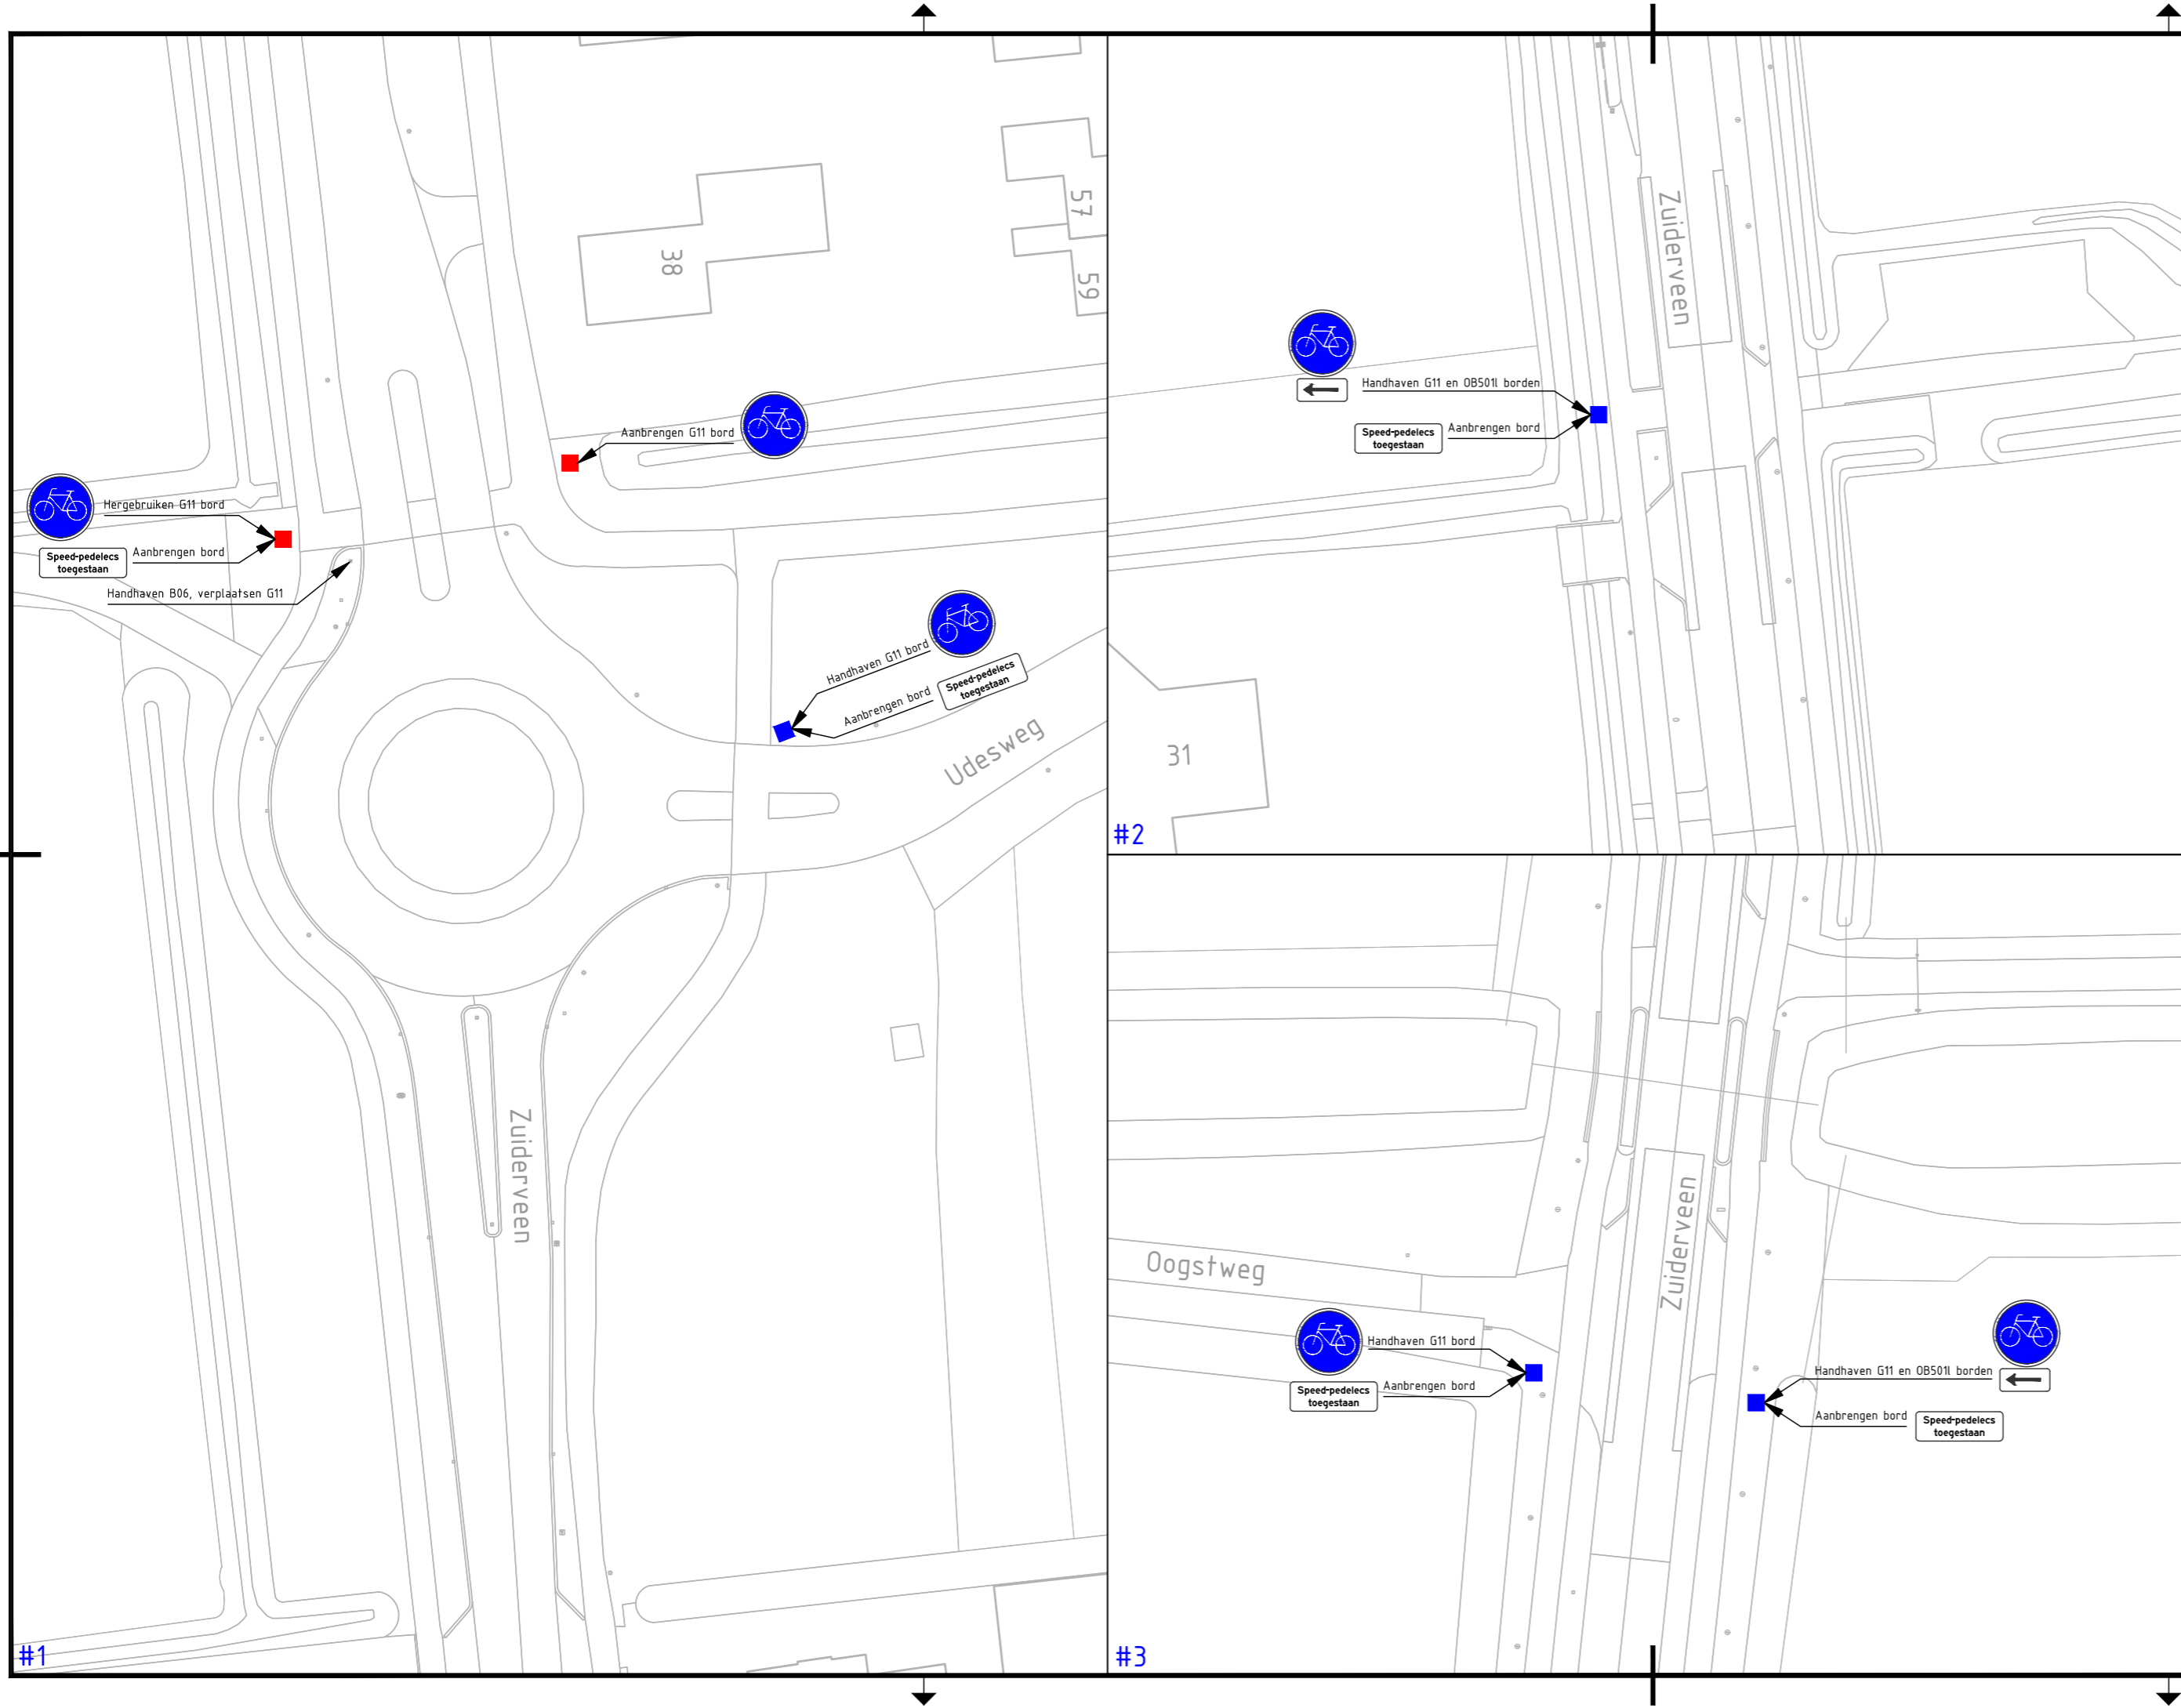 38
57
59
Aanbrengen G11 bord
Hergebruiken G11 bord
Speed-pedelecs
toegestaan
Aanbrengen bord
Handhaven B06, verplaatsen G11
Handhaven G11 bord
Aanbrengen bord
Speed-pedelecs
toegestaan
Udesweg
Zuiderveen
#1
Zuiderveen
Handhaven G11 en OB501l borden
Speed-pedelecs
toegestaan
Aanbrengen bord
31
#2
Oogstweg
Zuiderveen
Handhaven G11 bord
Speed-pedelecs
toegestaan
Aanbrengen bord
Handhaven G11 en OB501l borden
Aanbrengen bord
Speed-pedelecs
toegestaan
#3